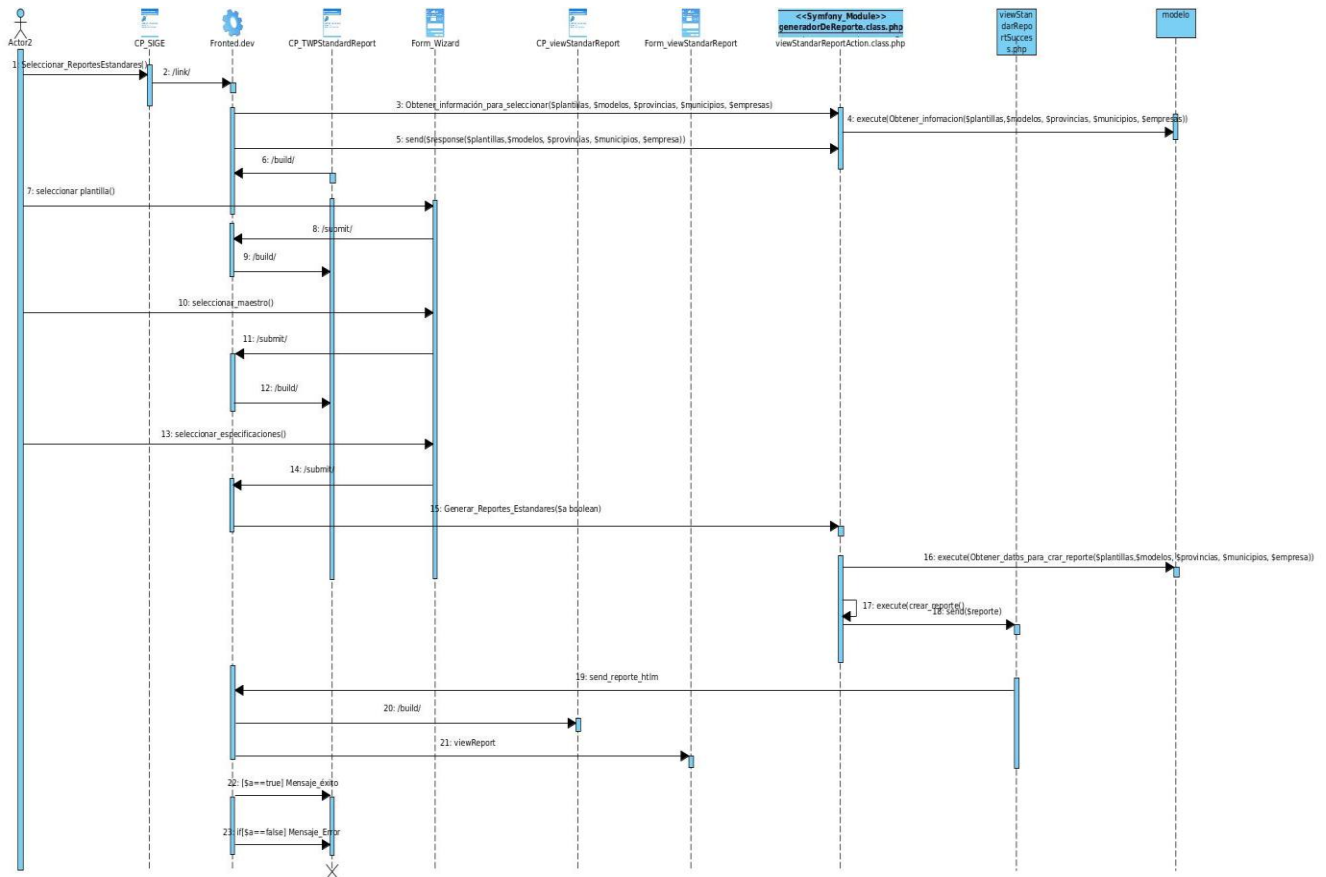 Actor2
CP_SIGE
Fronted.dev
CP_TWPStandardReport
Form_Wizard
CP_viewStandarReport
Form_viewStandarReport
<<Symfony_Module>>
generadorDeReporte.class.php
viewStandarReportAction.class.php
viewStan
darRepo
rtSucces
s.php
modelo
1: Seleccionar_ReportesEstandares()
2: /link/
3: Obtener_información_para_seleccionar($plantillas, $modelos, $provincias, $municipios, $empresas)
4: execute(Obtener_infomacion($plantillas,$modelos, $provincias, $municipios, $empresas))
5: send($response($plantillas,$modelos, $provincias, $municipios, $empresa))
6: /build/
7: seleccionar plantilla()
8: /submit/
9: /build/
10: seleccionar_maestro()
11: /submit/
12: /build/
13: seleccionar_especificaciones()
14: /submit/
15: Generar_Reportes_Estandares($a boolean)
16: execute(Obtener_datos_para_crar_reporte($plantillas,$modelos, $provincias, $municipios, $empresa))
17: execute(crear_reporte()
18: send($reporte)
19: send_reporte_htlm
20: /build/
21: viewReport
22: [$a==true] Mensaje_éxito
23: if[$a==false] Mensaje_Error